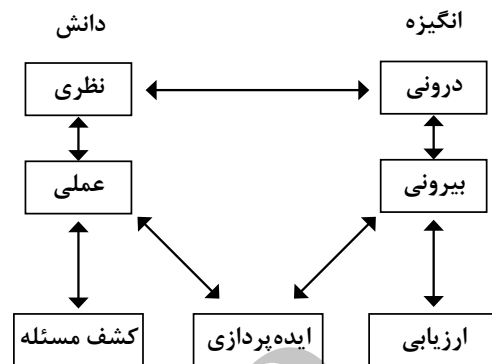 انگیزه
دانش
درونی
نظری
بیرونی
عملی
ارزیابی
ایده‌پردازی
کشف مسئله